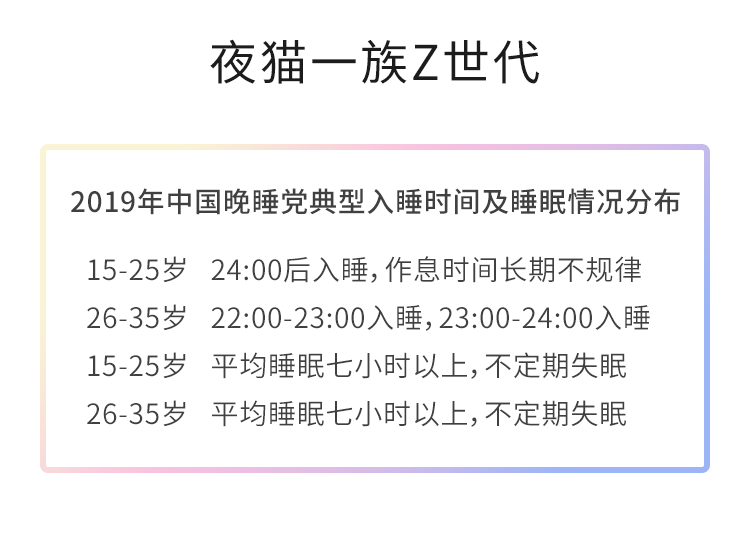 夜猫一族Z世代
2019年中国晚睡党典型入睡时间及睡眠情况分布
15-25岁 24:00后入睡，作息时间长期不规律
26-35岁 22:00-23:00入睡，23:00-24:00入睡
15-25岁 平均睡眠七小时以上，不定期失眠
26-35岁 平均睡眠七小时以上，不定期失眠